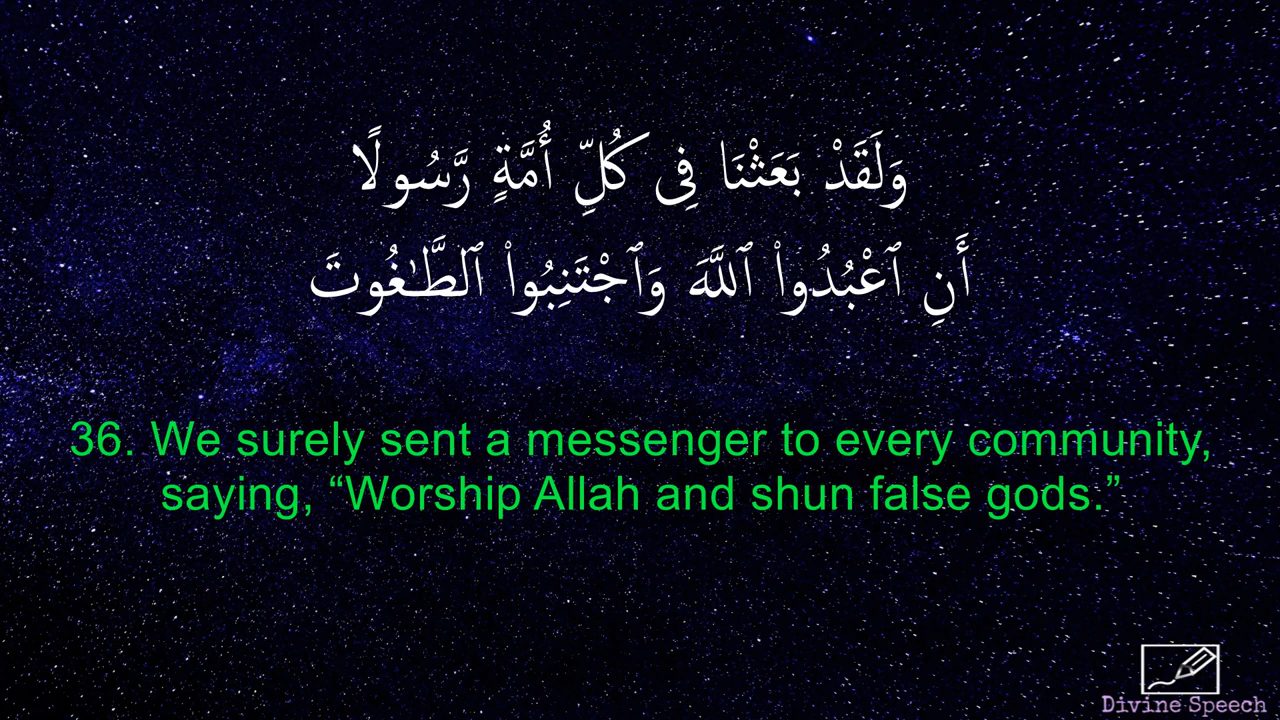 وَلَقَدْ بَعَثْنَا فِى كُلِّ أُمَّةٍ رَّسُولًا
أَنِ ٱعْبُدُوا۟ ٱللَّهَ وَٱجْتَنِبُوا۟ ٱلطَّـٰغُوتَ
36. We surely sent a messenger to every community,
saying, “Worship Allah and shun false gods.”
Divine Speech